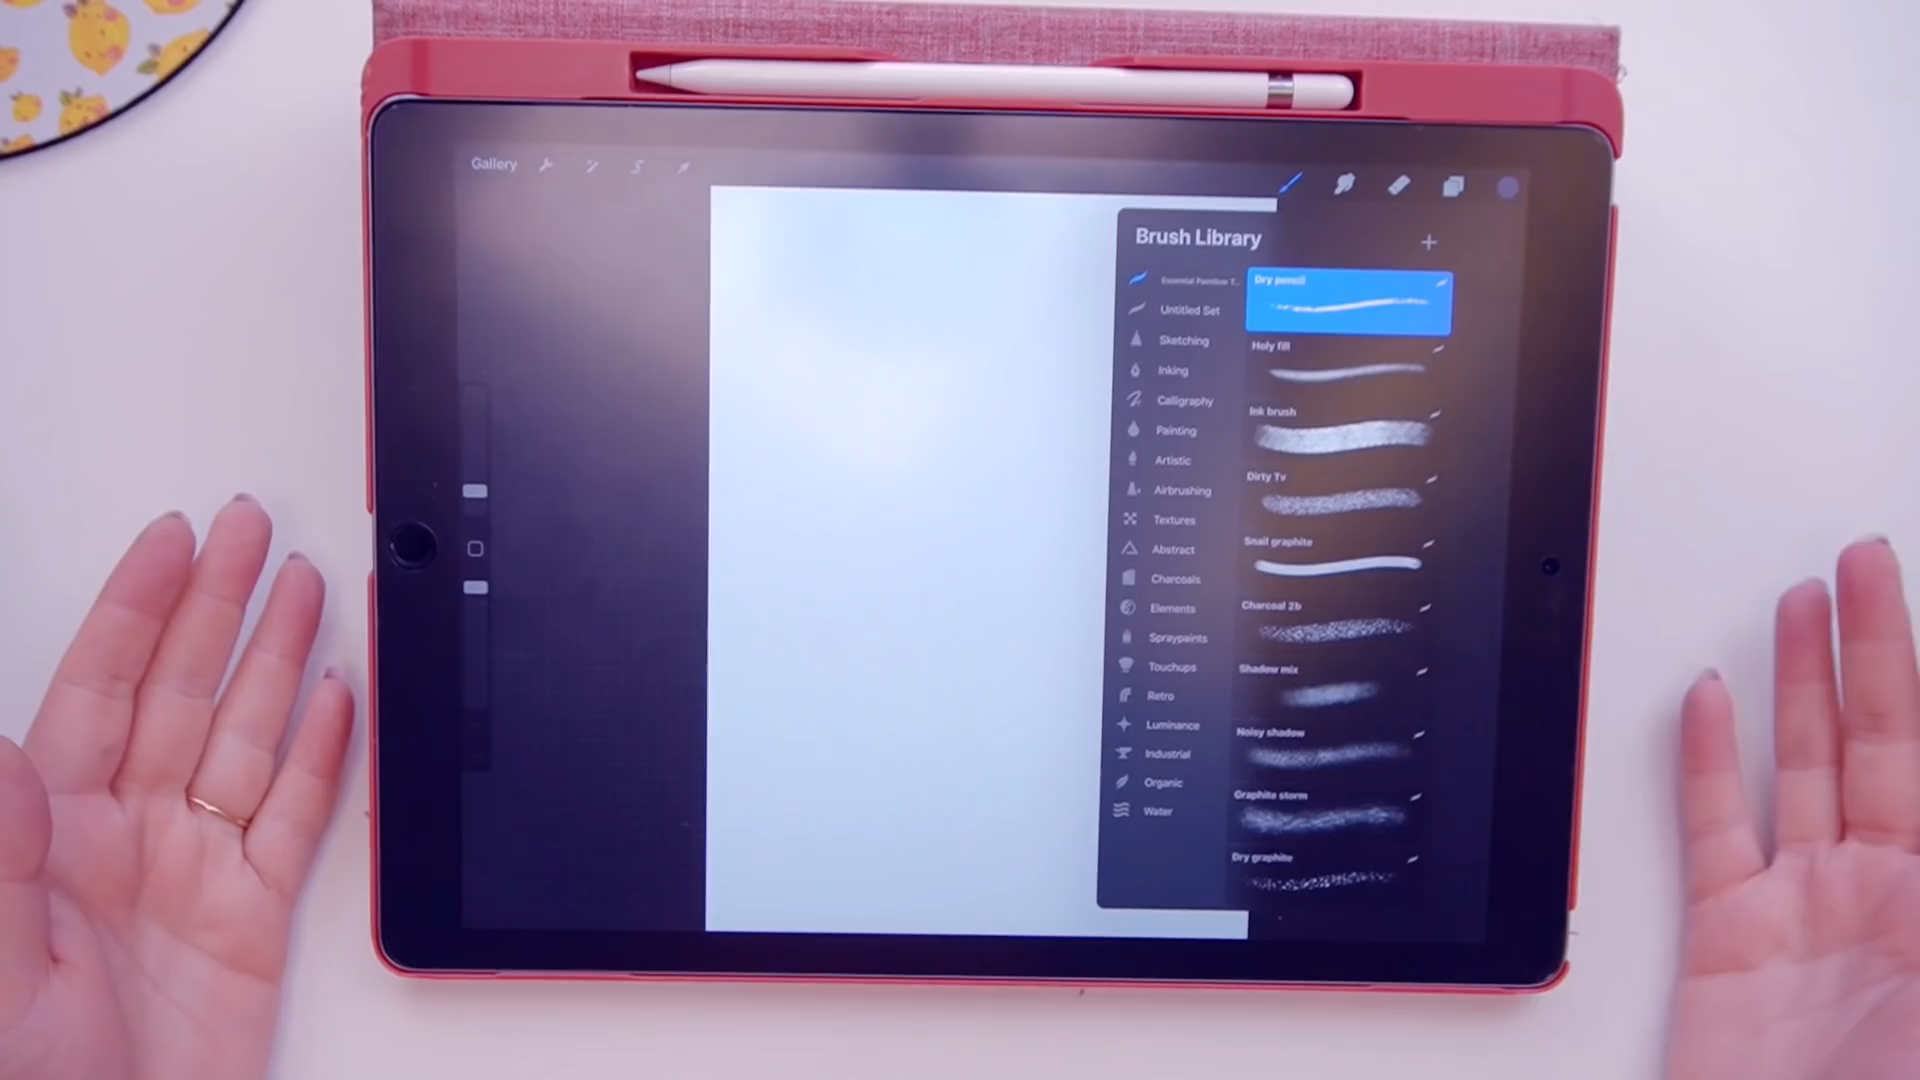 Gallery
Brush Library
Essential Painting T...
Untitled Set
Sketching
Inking
Calligraphy
Painting
Artistic
Airbrushing
Textures
Abstract
Charcoals
Elements
Spraypaints
Touchups
Retro
Luminance
Industrial
Organic
Water
Dry pencil
Holy fill
Ink brush
Dirty Tv
Snail graphite
Charcoal 2b
Shadow mix
Noisy shadow
Graphite storm
Dry graphite